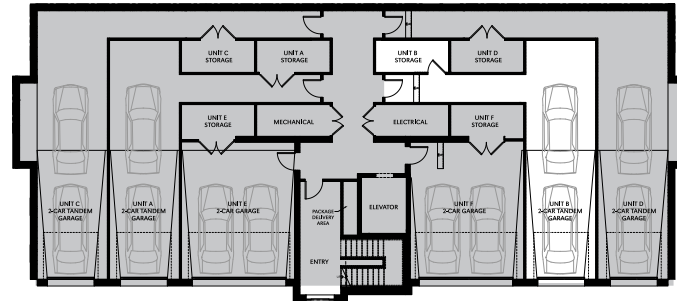 UNIT C
STORAGE
UNIT A
STORAGE
UNIT B
STORAGE
UNIT D
STORAGE
UNIT E
STORAGE
MECHANICAL
ELECTRICAL
UNIT F
STORAGE
UNIT C
2-CAR TANDEM
GARAGE
UNIT A
2-CAR TANDEM
GARAGE
UNIT E
2-CAR GARAGE
PACKAGE
DELIVERY
AREA
ELEVATOR
UNIT F
2-CAR GARAGE
UNIT B
2-CAR TANDEM
GARAGE
UNIT D
2-CAR TANDEM
GARAGE
ENTRY